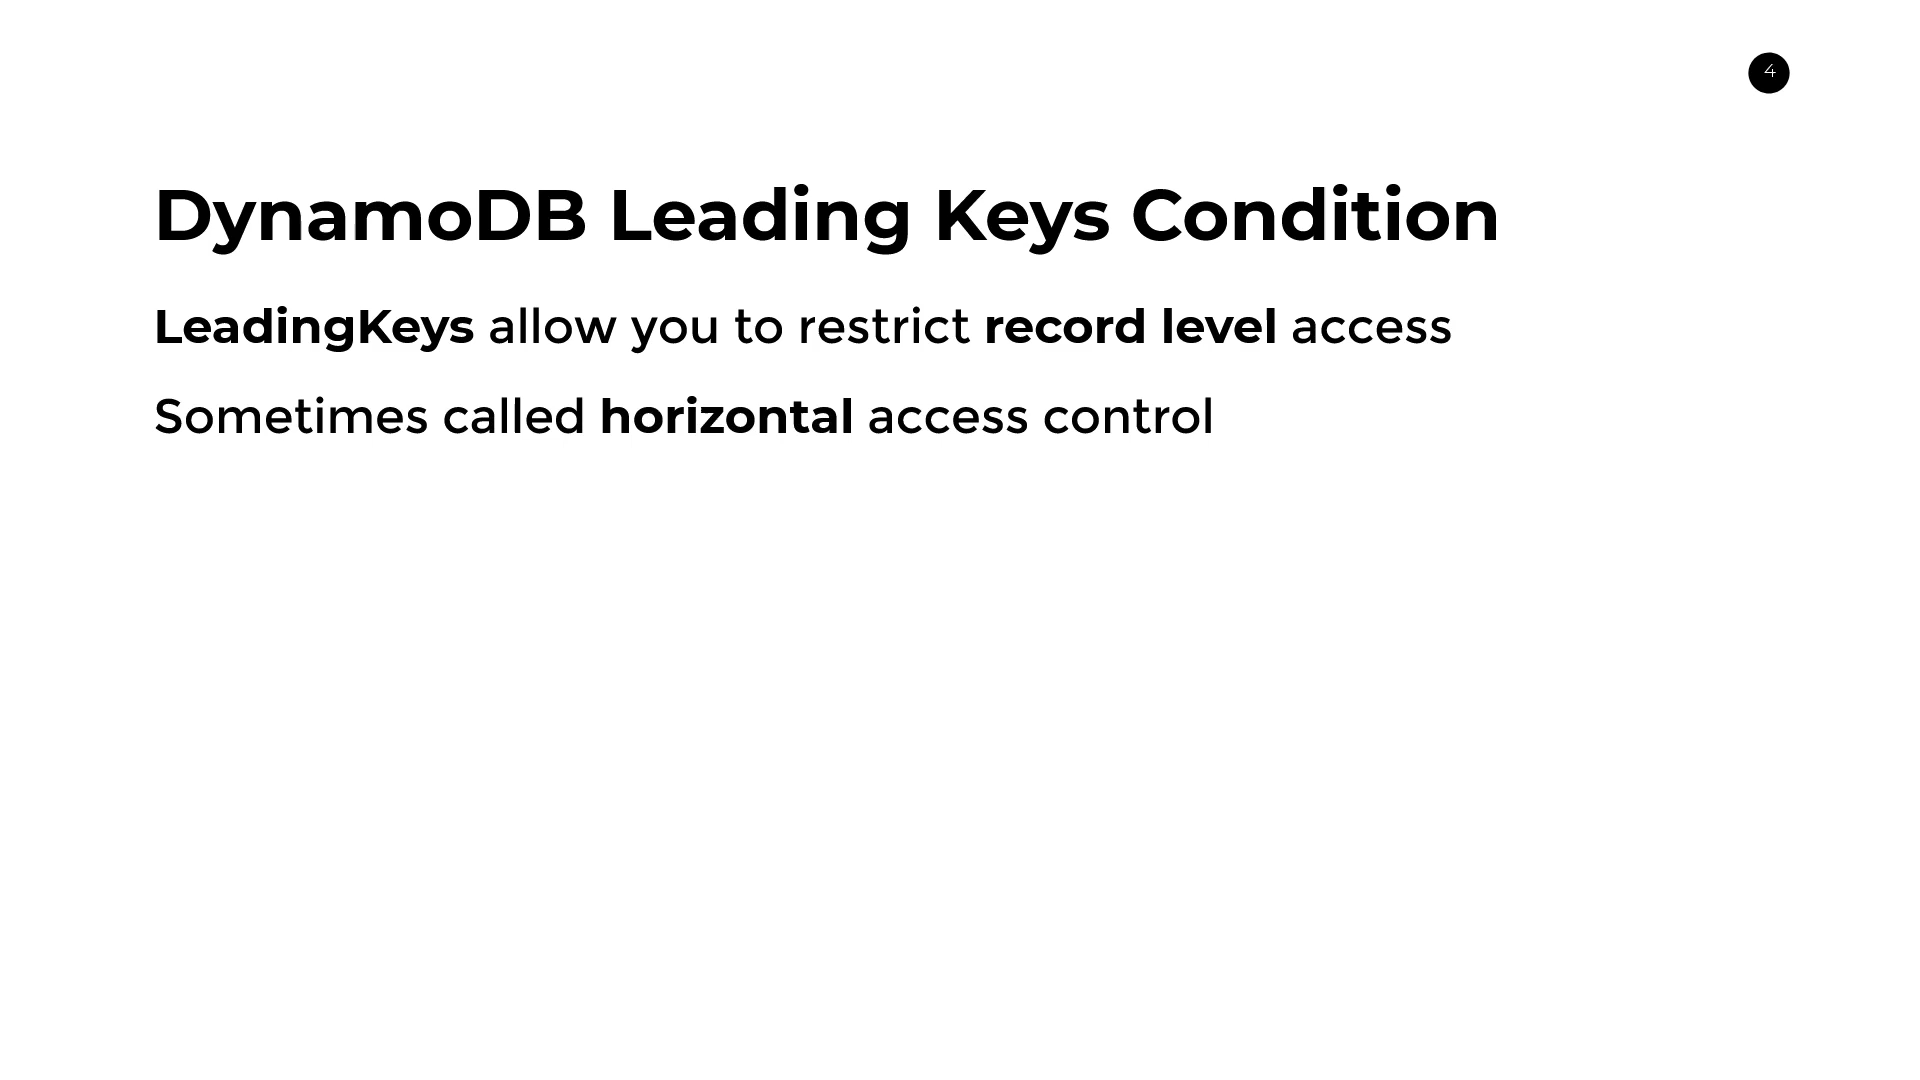 4
DynamoDB Leading Keys Condition
LeadingKeys allow you to restrict record level access
Sometimes called horizontal access control